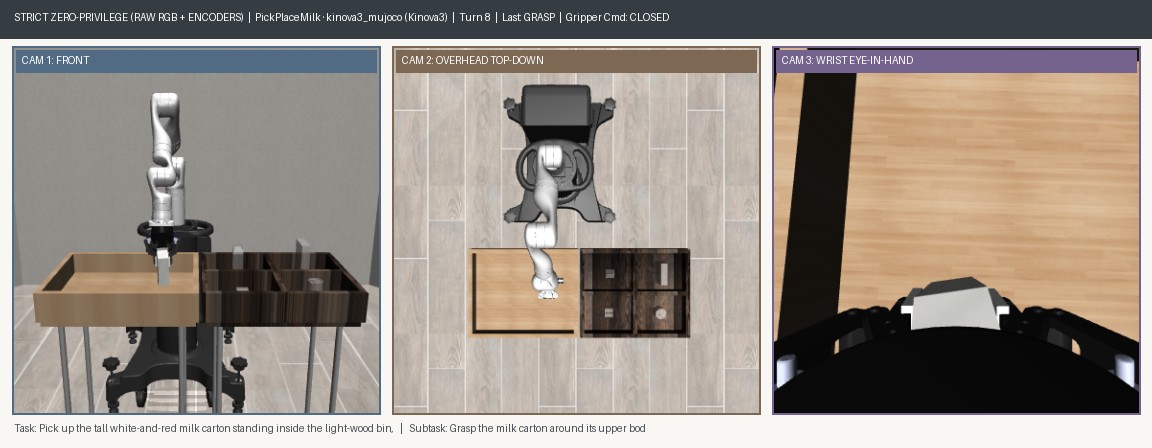 STRICT ZERO-PRIVILEGE (RAW RGB + ENCODERS) | PickPlaceMilk · kinova3_mujoco (Kinova3) | Turn 8 | Last: GRASP | Gripper Cmd: CLOSED
CAM 1: FRONT
CAM 2: OVERHEAD TOP-DOWN
CAM 3: WRIST EYE-IN-HAND
Task: Pick up the tall white-and-red milk carton standing inside the light-wood bin, | Subtask: Grasp the milk carton around its upper bod